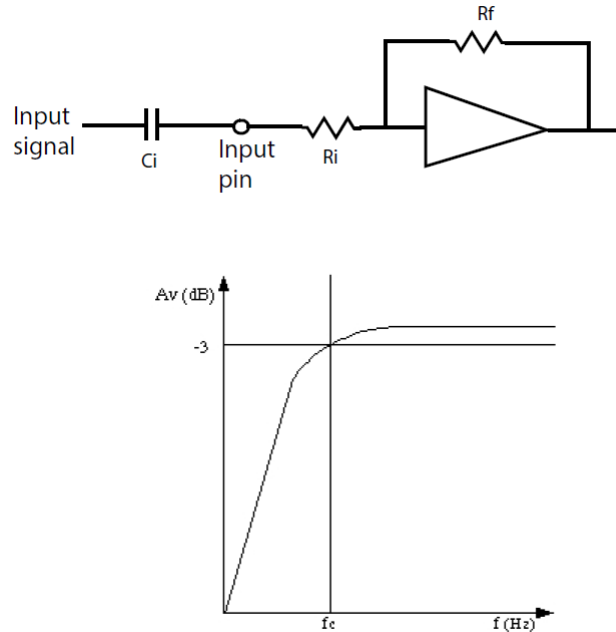 Rf
Input
signal
Ci
Input
pin
Ri
Av (dB)
-3
fc
f (Hz)